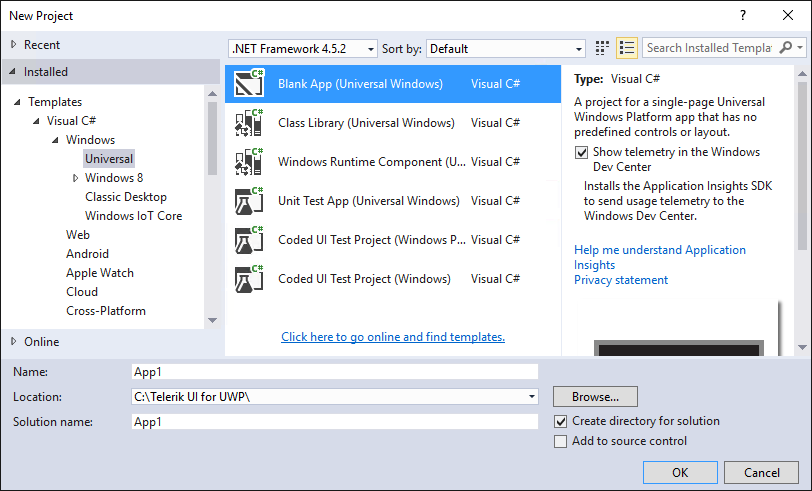 New Project
?
Recent
.NET Framework 4.5.2
Sort by:
Default
Search Installed Templa
Installed
Templates
Visual C#
Windows
Universal
Windows 8
Classic Desktop
Windows IoT Core
Web
Android
Apple Watch
Cloud
Cross-Platform
Online
C#
Blank App (Universal Windows) Visual C#
C#
Class Library (Universal Windows) Visual C#
C#
Windows Runtime Component (U... Visual C#
C#
Unit Test App (Universal Windows) Visual C#
C#
Coded UI Test Project (Windows P... Visual C#
C#
Coded UI Test Project (Windows) Visual C#
Click here to go online and find templates.
Type: Visual C#
A project for a single-page Universal
Windows Platform app that has no
predefined controls or layout.
Show telemetry in the Windows
Dev Center
Installs the Application Insights SDK
to send usage telemetry to the
Windows Dev Center.
Help me understand Application
Insights
Privacy statement
Name: App1
Location: C:\Telerik UI for UWP\
Browse...
Solution name: App1
Create directory for solution
Add to source control
OK
Cancel